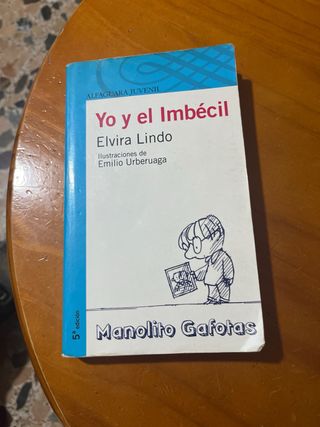 ALFAGUARA JUVENIL
Yo y el Imbécil
Elvira Lindo
Ilustraciones de
Emilio Urberuaga
5ª edición
Manolito Gafotas